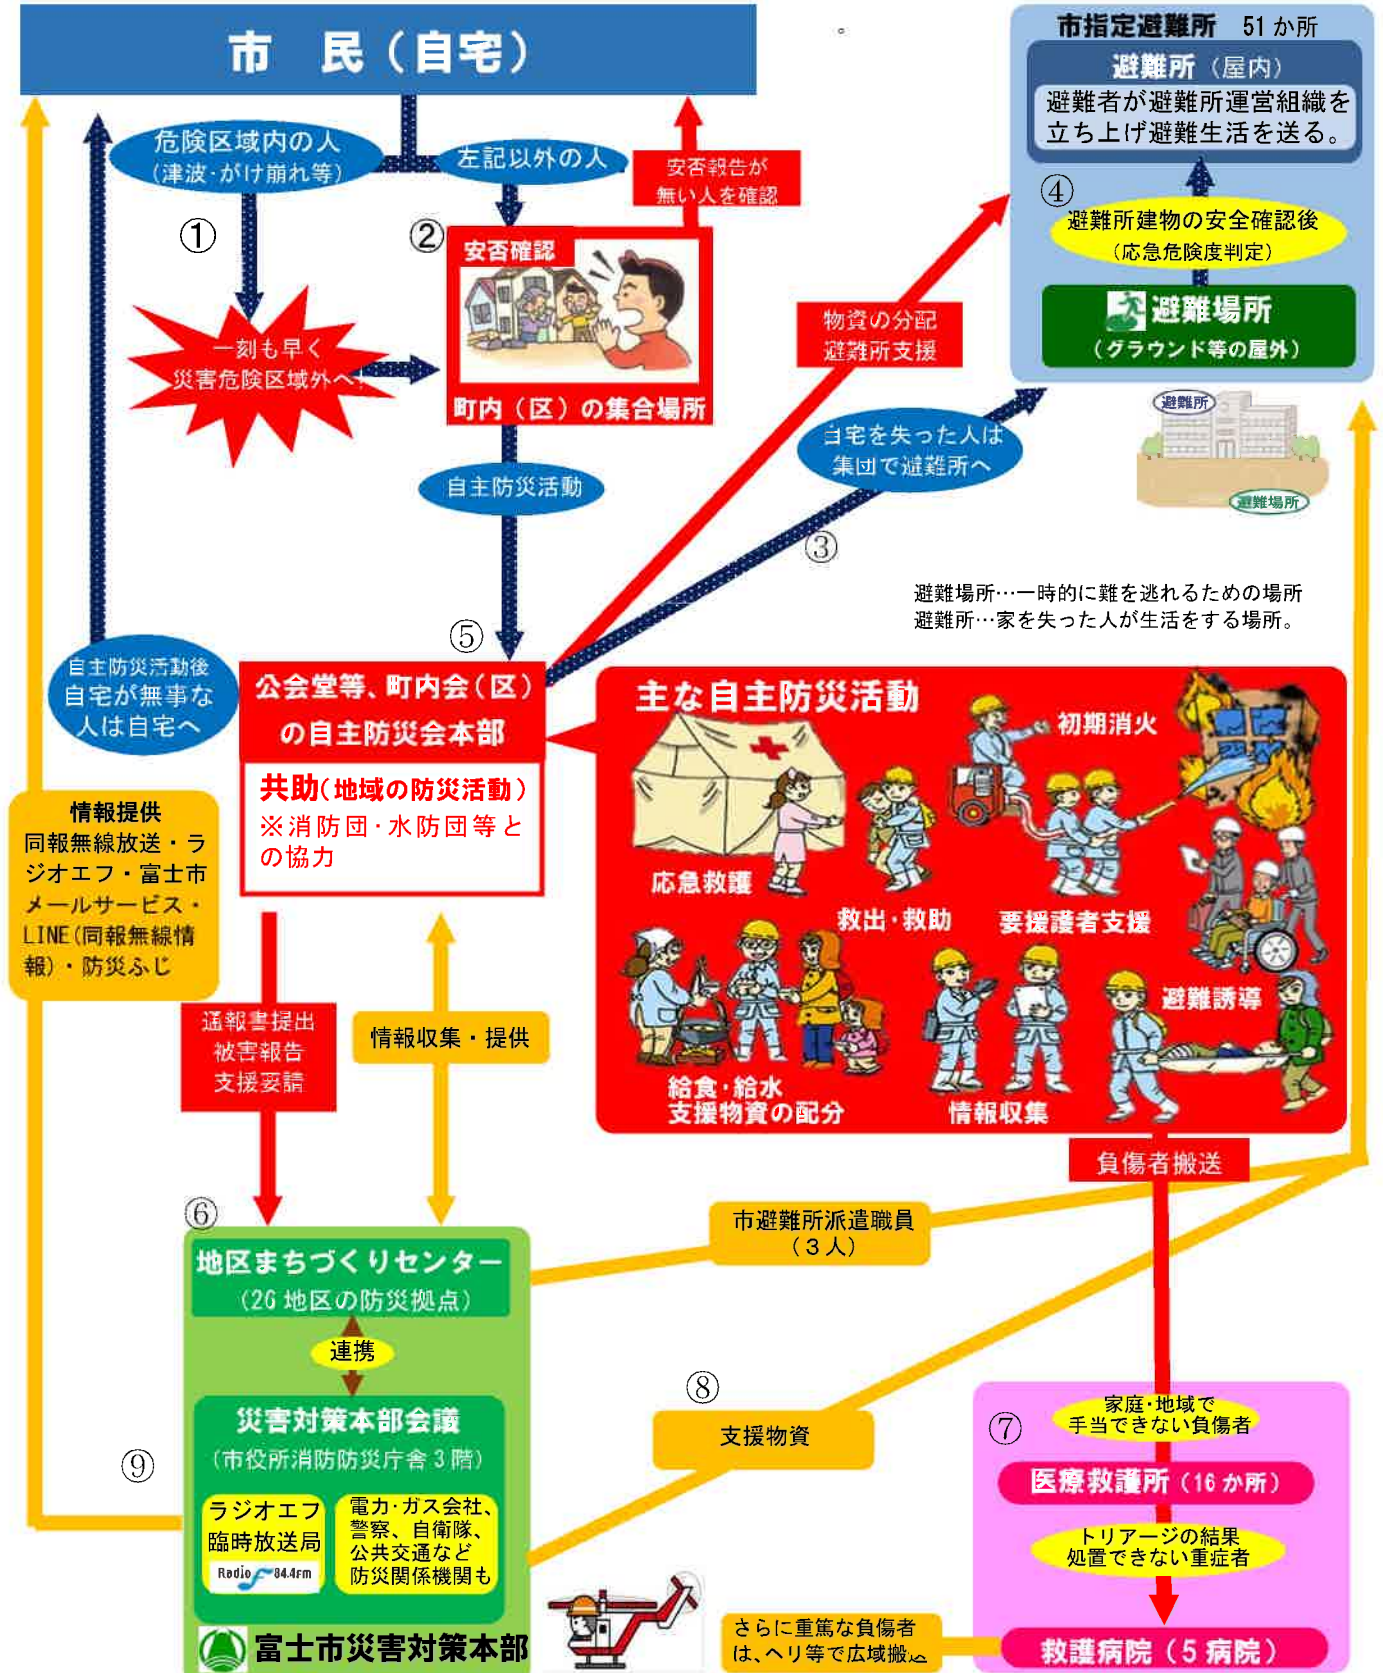 市 民（自宅）
。
市指定避難所 51か所
避難所（屋内）
避難者が避難所運営組織を
立ち上げ避難生活を送る。
④
避難所建物の安全確認後
（応急危険度判定）
避難場所
（グラウンド等の屋外）
避難所
避難場所
危険区域内の人
（津波・がけ崩れ等）
左記以外の人
安否報告が
無い人を確認
①
②
安否確認
町内（区）の集合場所
一刻も早く
災害危険区域外へ!
物資の分配
避難所支援
自宅を失った人は
集団で避難所へ
③
自主防災活動
避難場所…一時的に難を逃れるための場所
避難所…家を失った人が生活をする場所。
⑤
自主防災活動後
自宅が無事な
人は自宅へ
公会堂等、町内会（区）
の自主防災会本部
共助（地域の防災活動）
※消防団・水防団等と
の協力
主な自主防災活動
初期消火
応急救護
救出・救助
要援護者支援
避難誘導
給食・給水
支援物資の配分
情報収集
情報提供
同報無線放送・ラ
ジオエフ・富士市
メールサービス・
LINE(同報無線情
報)・防災ふじ
通報書提出
被害報告
支援要請
情報収集・提供
負傷者搬送
⑥
地区まちづくりセンター
（26地区の防災拠点）
連携
災害対策本部会議
（市役所消防防災庁舎3階）
ラジオエフ
臨時放送局
Radio F 84.4fm
電力・ガス会社、
警察、自衛隊、
公共交通など
防災関係機関も
富士市災害対策本部
市避難所派遣職員
（3人）
⑧
支援物資
⑨
⑦
家庭・地域で
手当できない負傷者
医療救護所（16か所）
トリアージの結果
処置できない重症者
救護病院（5病院）
さらに重篤な負傷者
は、ヘリ等で広域搬送